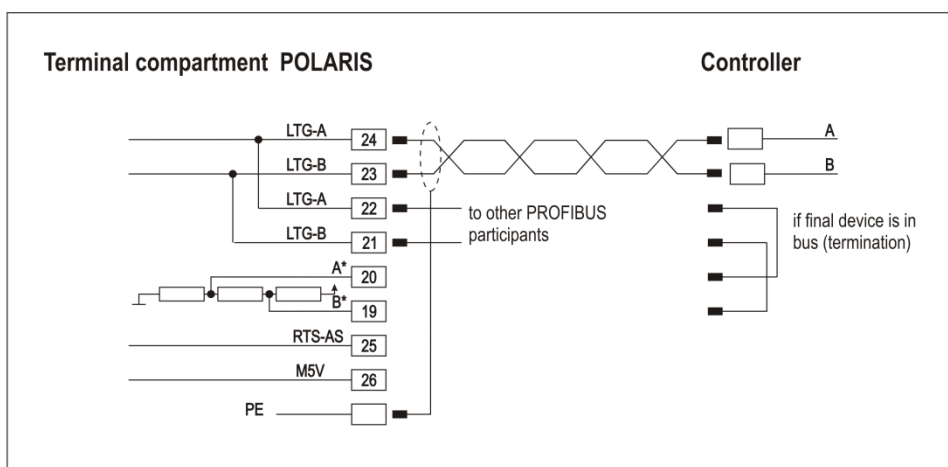 Terminal compartment POLARIS
Controller
LTG-A 24
A
LTG-B 23
B
LTG-A 22
to other PROFIBUS
participants
LTG-B 21
if final device is in
bus (termination)
A* 20
B* 19
RTS-AS 25
M5V 26
PE